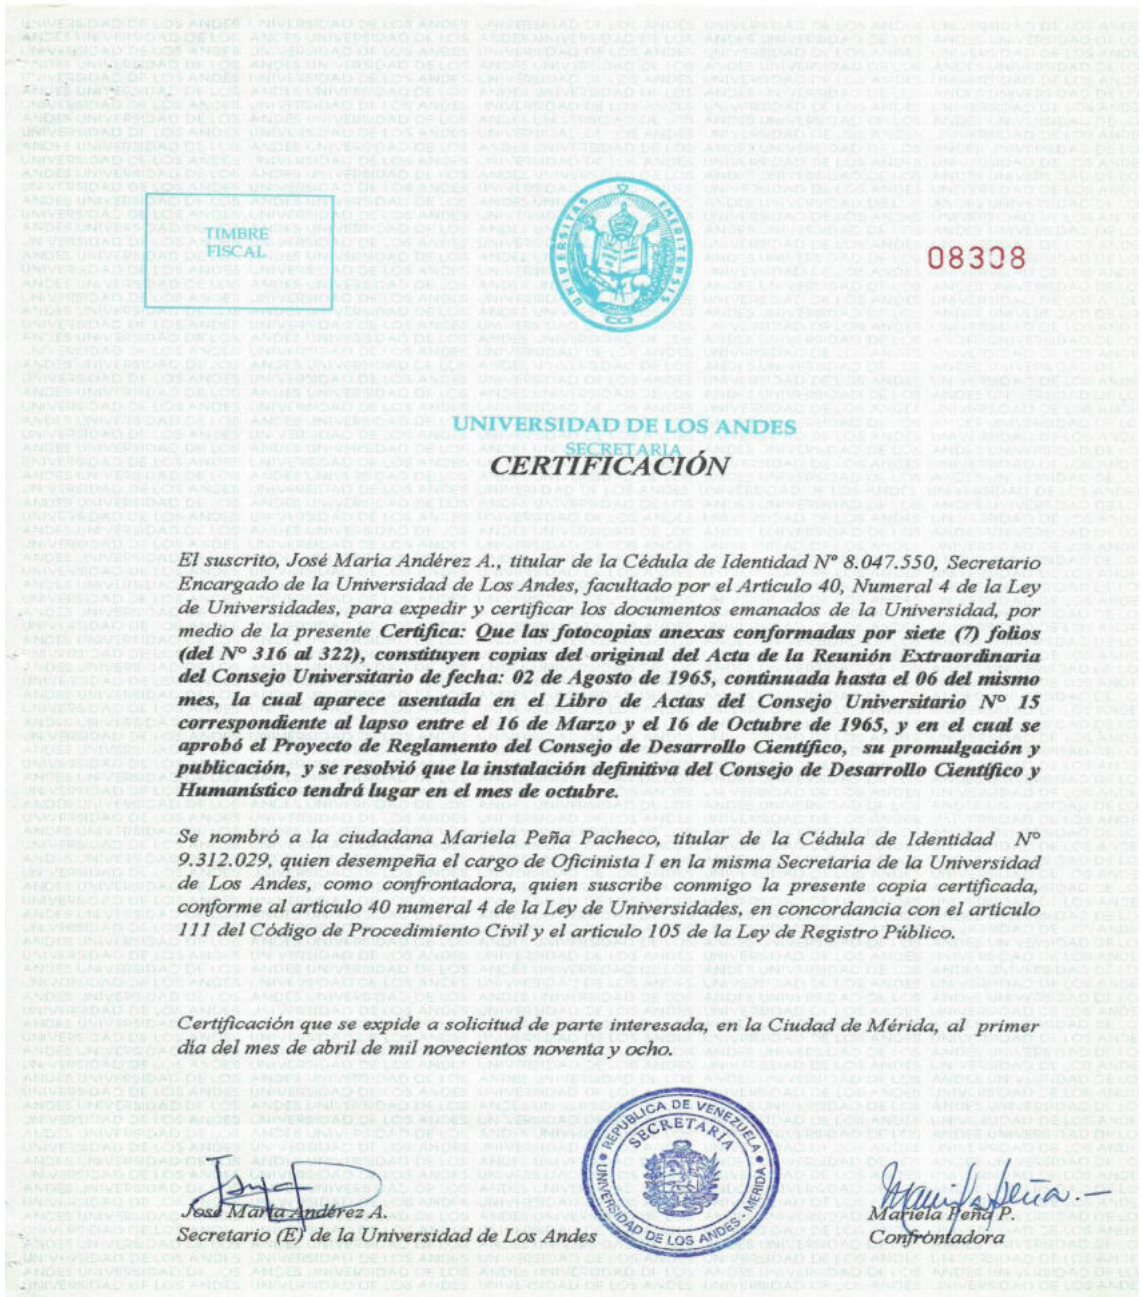 TIMBRE
FISCAL
UNIVERSITAS EMERITENSIS
08308
UNIVERSIDAD DE LOS ANDES
SECRETARIA
CERTIFICACIÓN
El suscrito, José María Andérez A., titular de la Cédula de Identidad Nº 8.047.550, Secretario
Encargado de la Universidad de Los Andes, facultado por el Articulo 40, Numeral 4 de la Ley
de Universidades, para expedir y certificar los documentos emanados de la Universidad, por
medio de la presente Certifica: Que las fotocopias anexas conformadas por siete (7) folios
(del Nº 316 al 322), constituyen copias del original del Acta de la Reunión Extraordinaria
del Consejo Universitario de fecha: 02 de Agosto de 1965, continuada hasta el 06 del mismo
mes, la cual aparece asentada en el Libro de Actas del Consejo Universitario Nº 15
correspondiente al lapso entre el 16 de Marzo y el 16 de Octubre de 1965, y en el cual se
aprobó el Proyecto de Reglamento del Consejo de Desarrollo Científico, su promulgación y
publicación, y se resolvió que la instalación definitiva del Consejo de Desarrollo Científico y
Humanístico tendrá lugar en el mes de octubre.
Se nombró a la ciudadana Mariela Peña Pacheco, titular de la Cédula de Identidad Nº
9.312.029, quien desempeña el cargo de Oficinista I en la misma Secretaria de la Universidad
de Los Andes, como confrontadora, quien suscribe conmigo la presente copia certificada,
conforme al articulo 40 numeral 4 de la Ley de Universidades, en concordancia con el articulo
111 del Código de Procedimiento Civil y el articulo 105 de la Ley de Registro Público.
Certificación que se expide a solicitud de parte interesada, en la Ciudad de Mérida, al primer
día del mes de abril de mil novecientos noventa y ocho.
REPUBLICA DE VENEZUELA
SECRETARIA
UNIVERSIDAD DE LOS ANDES - MERIDA
José María Andérez A.
Secretario (E) de la Universidad de Los Andes
Mariela Peña P.
Confrontadora